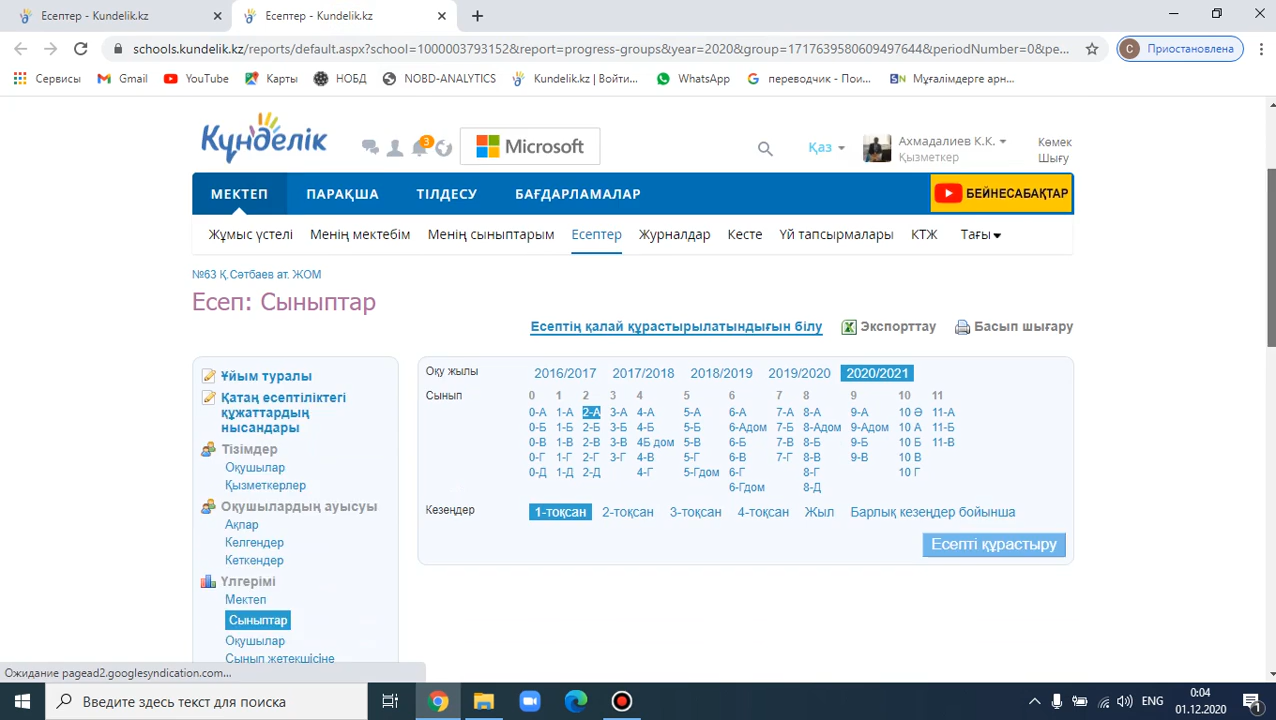 Есептер - Kundelik.kz
Есептер - Kundelik.kz
schools.kundelik.kz/reports/default.aspx?school=1000003793152&report=progress-groups&year=2020&group=1717639580609497644&periodNumber=0&pe...
С Приостановлена
Сервисы Gmail YouTube Карты НОБД NOBD-ANALYTICS Kundelik.kz | Войти... WhatsApp переводчик - Пои... Мұғалімдерге арн...
Күнделік
3
Microsoft
Қаз
Ахмадалиев К.К.
Қызметкер
Көмек
Шығу
МЕКТЕП ПАРАҚША ТІЛДЕСУ БАҒДАРЛАМАЛАР БЕЙНЕСАБАҚТАР
Жұмыс үстелі Менің мектебім Менің сыныптарым Есептер Журналдар Кесте Үй тапсырмалары КТЖ Тағы
№63 Қ.Сәтбаев ат. ЖОМ
Есеп: Сыныптар
Есептің қалай құрастырылатындығын білу Экспорттау Басып шығару
Ұйым туралы
Қатаң есептіліктегі
құжаттардың
нысандары
Тізімдер
Оқушылар
Қызметкерлер
Оқушылардың ауысуы
Ақпар
Келгендер
Кеткендер
Үлгерімі
Мектеп
Сыныптар
Оқушылар
Сынып жетекшісіне
Оқу жылы 2016/2017 2017/2018 2018/2019 2019/2020 2020/2021
Сынып 0 1 2 3 4 5 6 7 8 9 10 11
0-А 1-А 2-А 3-А 4-А 5-А 6-А 7-А 8-А 9-А 10 Ә 11-А
0-Б 1-Б 2-Б 3-Б 4-Б 5-Б 6-Адом 7-Б 8-Адом 9-Адом 10 А 11-Б
0-В 1-В 2-В 3-В 4Б дом 5-В 6-Б 7-В 8-Б 9-Б 10 Б 11-В
0-Г 1-Г 2-Г 3-Г 4-В 5-Г 6-В 7-Г 8-В 9-В 10 В
0-Д 1-Д 2-Д 4-Г 5-Гдом 6-Г 8-Г 10 Г
6-Гдом 8-Д
Кезеңдер 1-тоқсан 2-тоқсан 3-тоқсан 4-тоқсан Жыл Барлық кезеңдер бойынша
Есепті құрастыру
Ожидание pagead2.googlesyndication.com...
Введите здесь текст для поиска
ENG
0:04
01.12.2020
1